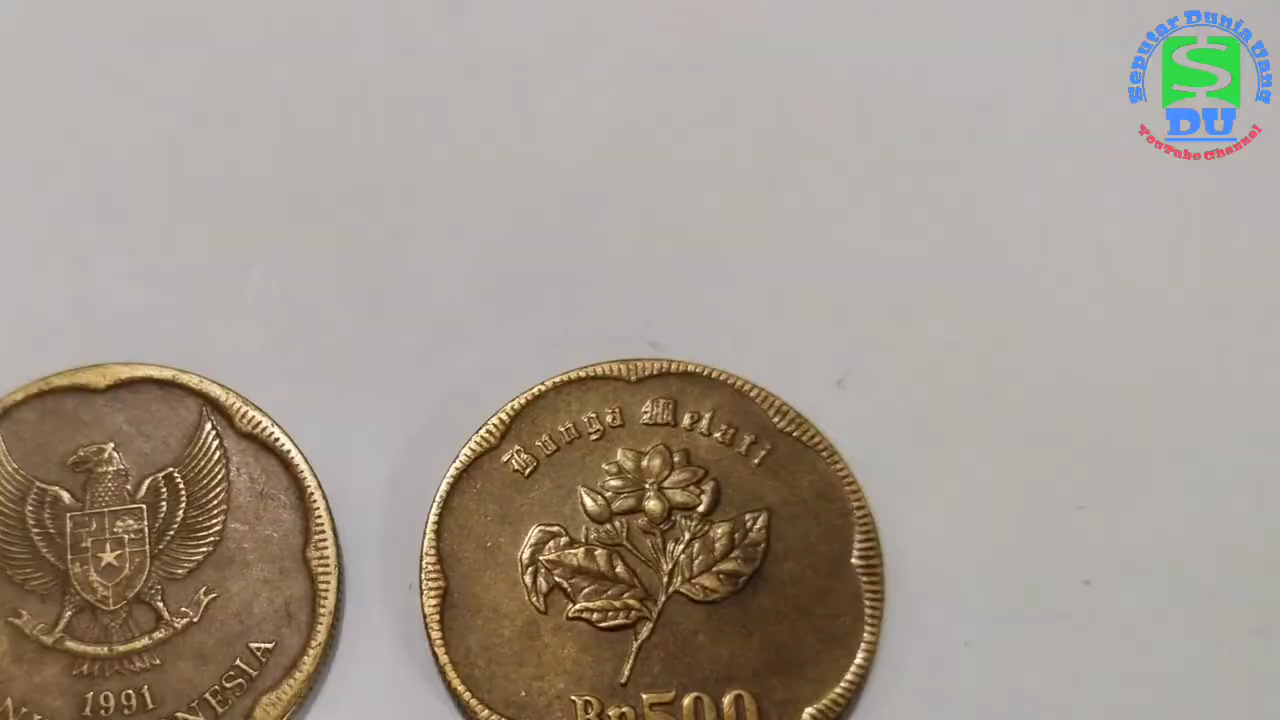 Seputar Dunia Uang
S
DU
YouTube Channel
Bunga Melati
Rp500
1991